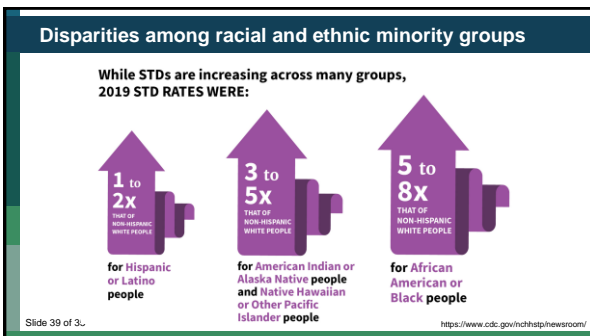 Disparities among racial and ethnic minority groups
While STDs are increasing across many groups,
2019 STD RATES WERE:
1 to
2x
THAT OF
NON-HISPANIC
WHITE PEOPLE
for Hispanic
or Latino
people
3 to
5x
THAT OF
NON-HISPANIC
WHITE PEOPLE
for American Indian or
Alaska Native people
and Native Hawaiian
or Other Pacific
Islander people
5 to
8x
THAT OF
NON-HISPANIC
WHITE PEOPLE
for African
American or
Black people
Slide 39 of
https://www.cdc.gov/nchhstp/newsroom/